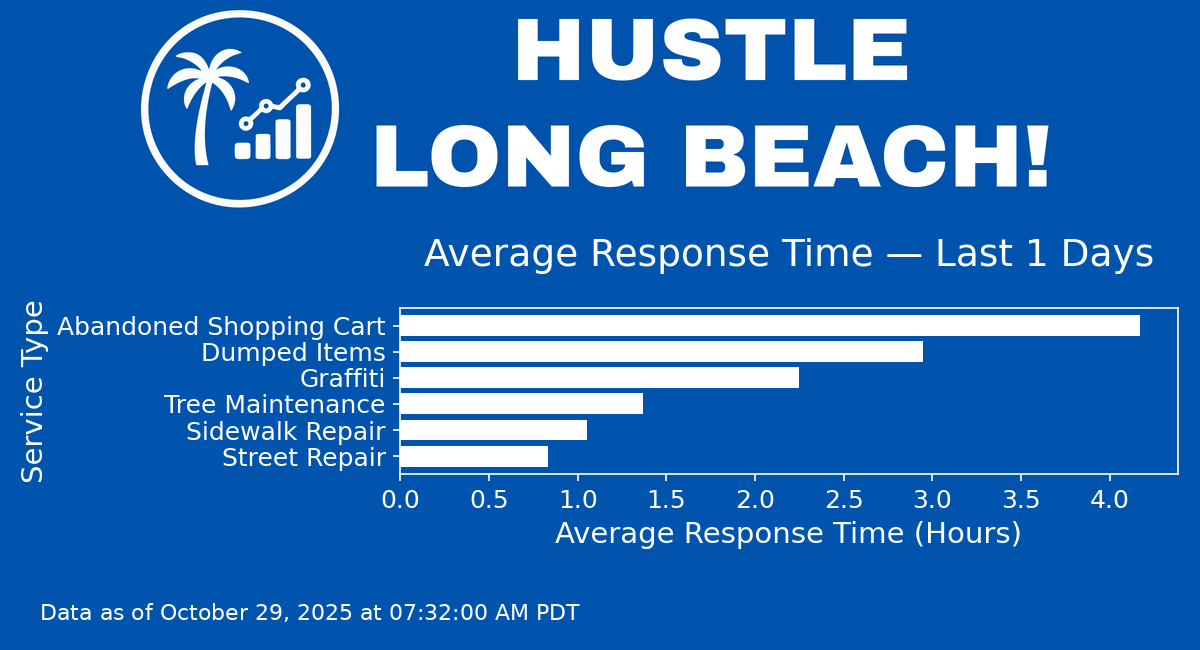 HUSTLE
LONG BEACH!
Average Response Time — Last 1 Days
Service Type
Abandoned Shopping Cart
Dumped Items
Graffiti
Tree Maintenance
Sidewalk Repair
Street Repair
0.0 0.5 1.0 1.5 2.0 2.5 3.0 3.5 4.0
Average Response Time (Hours)
Data as of October 29, 2025 at 07:32:00 AM PDT